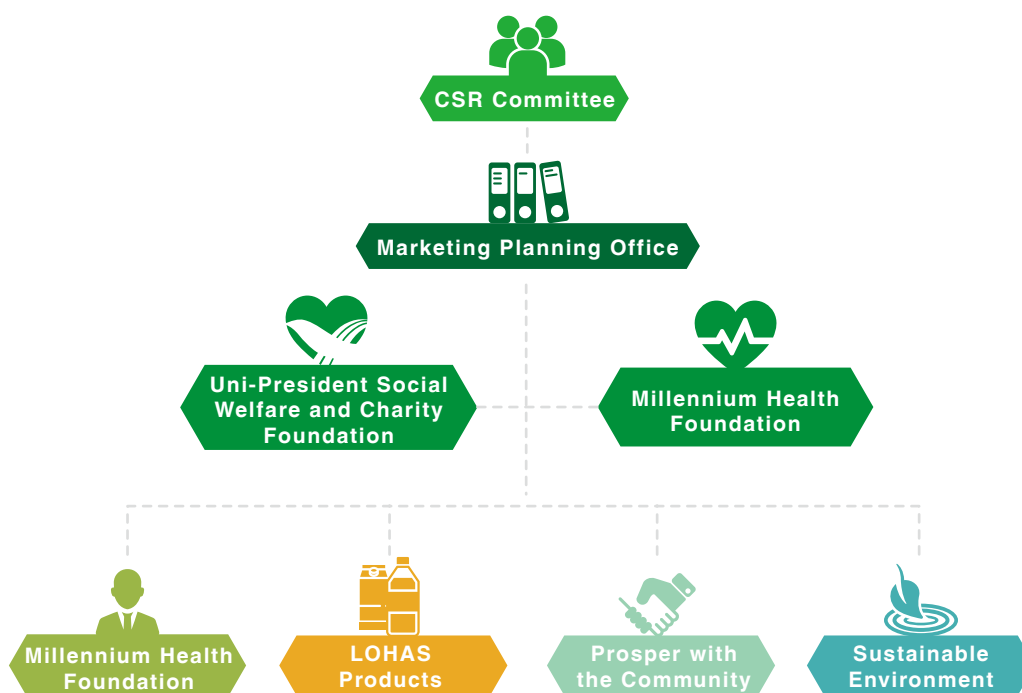 CSR Committee
Marketing Planning Office
Uni-President Social
Welfare and Charity
Foundation
Millennium Health
Foundation
Millennium Health
Foundation
LOHAS
Products
Prosper with
the Community
Sustainable
Environment